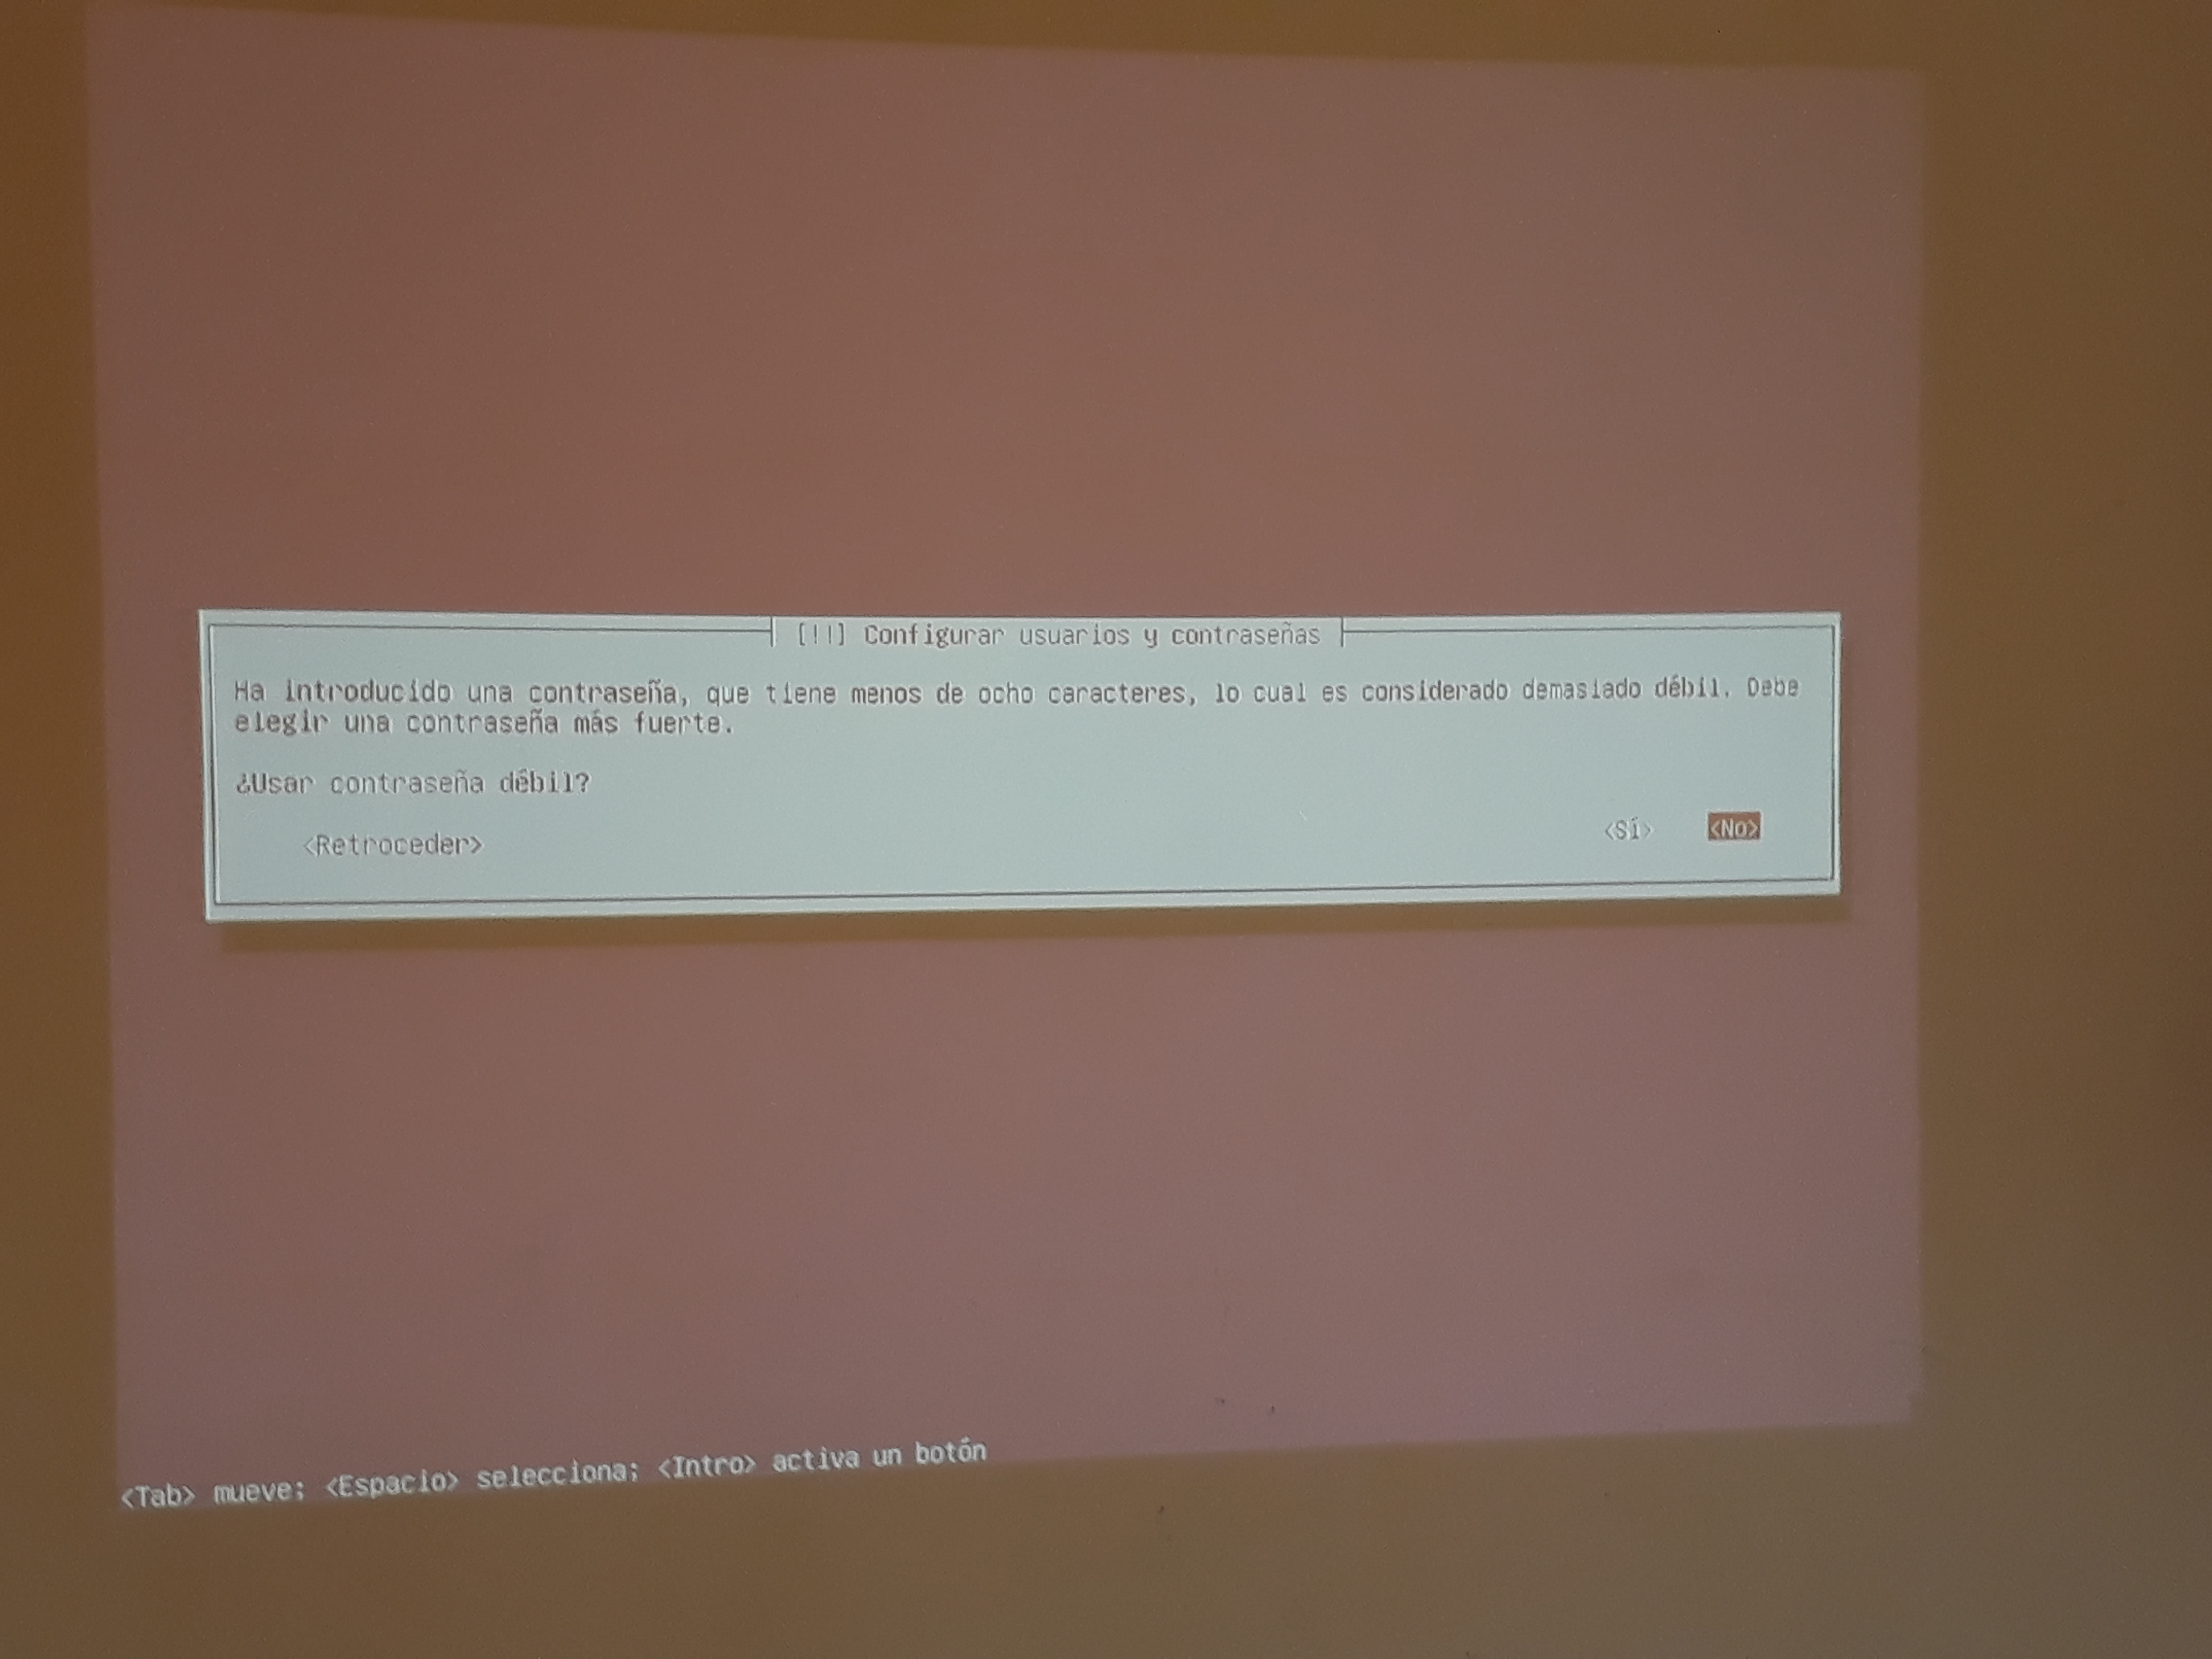 [!!] Configurar usuarios y contraseñas
Ha introducido una contraseña, que tiene menos de ocho caracteres, lo cual es considerado demasiado débil. Debe
elegir una contraseña más fuerte.
¿Usar contraseña débil?
<Retroceder> <Sí> <No>
<Tab> mueve; <Espacio> selecciona; <Intro> activa un botón